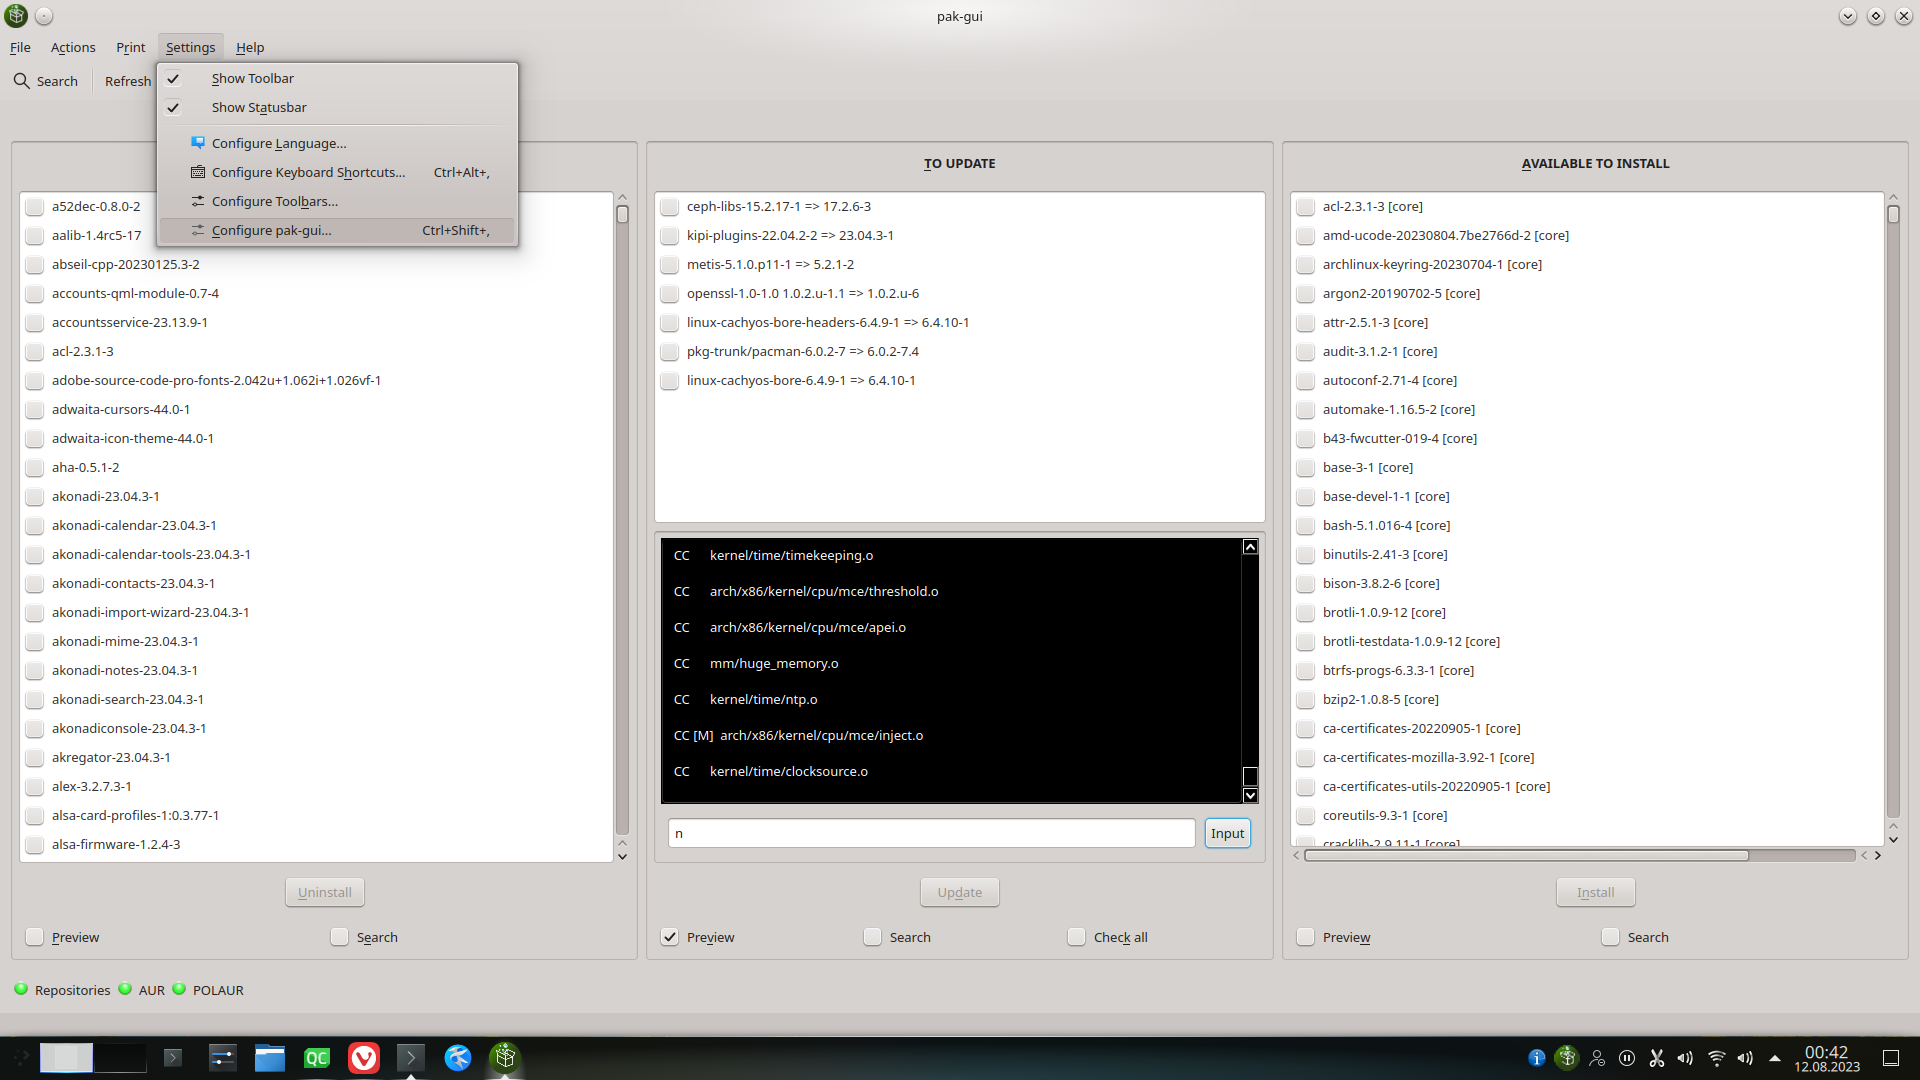 pak-gui
File Actions Print Settings Help
Search Refresh
Show Toolbar
Show Statusbar
Configure Language...
Configure Keyboard Shortcuts... Ctrl+Alt+,
Configure Toolbars...
Configure pak-gui... Ctrl+Shift+,
a52dec-0.8.0-2
aalib-1.4rc5-17
abseil-cpp-20230125.3-2
accounts-qml-module-0.7-4
accountsservice-23.13.9-1
acl-2.3.1-3
adobe-source-code-pro-fonts-2.042u+1.062i+1.026vf-1
adwaita-cursors-44.0-1
adwaita-icon-theme-44.0-1
aha-0.5.1-2
akonadi-23.04.3-1
akonadi-calendar-23.04.3-1
akonadi-calendar-tools-23.04.3-1
akonadi-contacts-23.04.3-1
akonadi-import-wizard-23.04.3-1
akonadi-mime-23.04.3-1
akonadi-notes-23.04.3-1
akonadi-search-23.04.3-1
akonadiconsole-23.04.3-1
akregator-23.04.3-1
alex-3.2.7.3-1
alsa-card-profiles-1:0.3.77-1
alsa-firmware-1.2.4-3
Uninstall
Preview Search
TO UPDATE
ceph-libs-15.2.17-1 => 17.2.6-3
kipi-plugins-22.04.2-2 => 23.04.3-1
metis-5.1.0.p11-1 => 5.2.1-2
openssl-1.0-1.0 1.0.2.u-1.1 => 1.0.2.u-6
linux-cachyos-bore-headers-6.4.9-1 => 6.4.10-1
pkg-trunk/pacman-6.0.2-7 => 6.0.2-7.4
linux-cachyos-bore-6.4.9-1 => 6.4.10-1
CC kernel/time/timekeeping.o
CC arch/x86/kernel/cpu/mce/threshold.o
CC arch/x86/kernel/cpu/mce/apei.o
CC mm/huge_memory.o
CC kernel/time/ntp.o
CC [M] arch/x86/kernel/cpu/mce/inject.o
CC kernel/time/clocksource.o
n Input
Update
Preview Search Check all
AVAILABLE TO INSTALL
acl-2.3.1-3 [core]
amd-ucode-20230804.7be2766d-2 [core]
archlinux-keyring-20230704-1 [core]
argon2-20190702-5 [core]
attr-2.5.1-3 [core]
audit-3.1.2-1 [core]
autoconf-2.71-4 [core]
automake-1.16.5-2 [core]
b43-fwcutter-019-4 [core]
base-3-1 [core]
base-devel-1-1 [core]
bash-5.1.016-4 [core]
binutils-2.41-3 [core]
bison-3.8.2-6 [core]
brotli-1.0.9-12 [core]
brotli-testdata-1.0.9-12 [core]
btrfs-progs-6.3.3-1 [core]
bzip2-1.0.8-5 [core]
ca-certificates-20220905-1 [core]
ca-certificates-mozilla-3.92-1 [core]
ca-certificates-utils-20220905-1 [core]
coreutils-9.3-1 [core]
cracklib-2.9.11-1 [core]
Install
Preview Search
Repositories AUR POLAUR
QC
00:42
12.08.2023